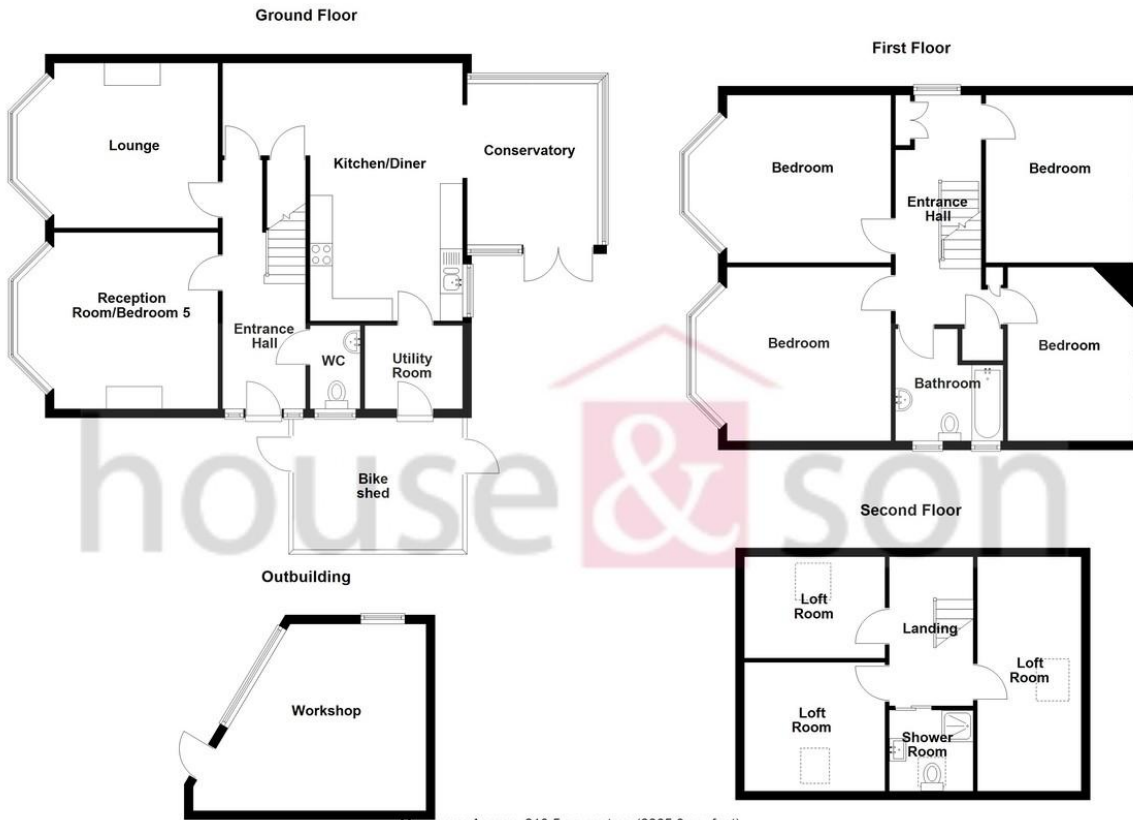 Ground Floor
Lounge
Kitchen/Diner
Conservatory
Reception
Room/Bedroom 5
Entrance
Hall
WC
Utility
Room
Bike
shed
First Floor
Bedroom
Bedroom
Entrance
Hall
Bedroom
Bedroom
Bathroom
house & son
Outbuilding
Workshop
Second Floor
Loft
Room
Landing
Loft
Room
Loft
Room
Shower
Room